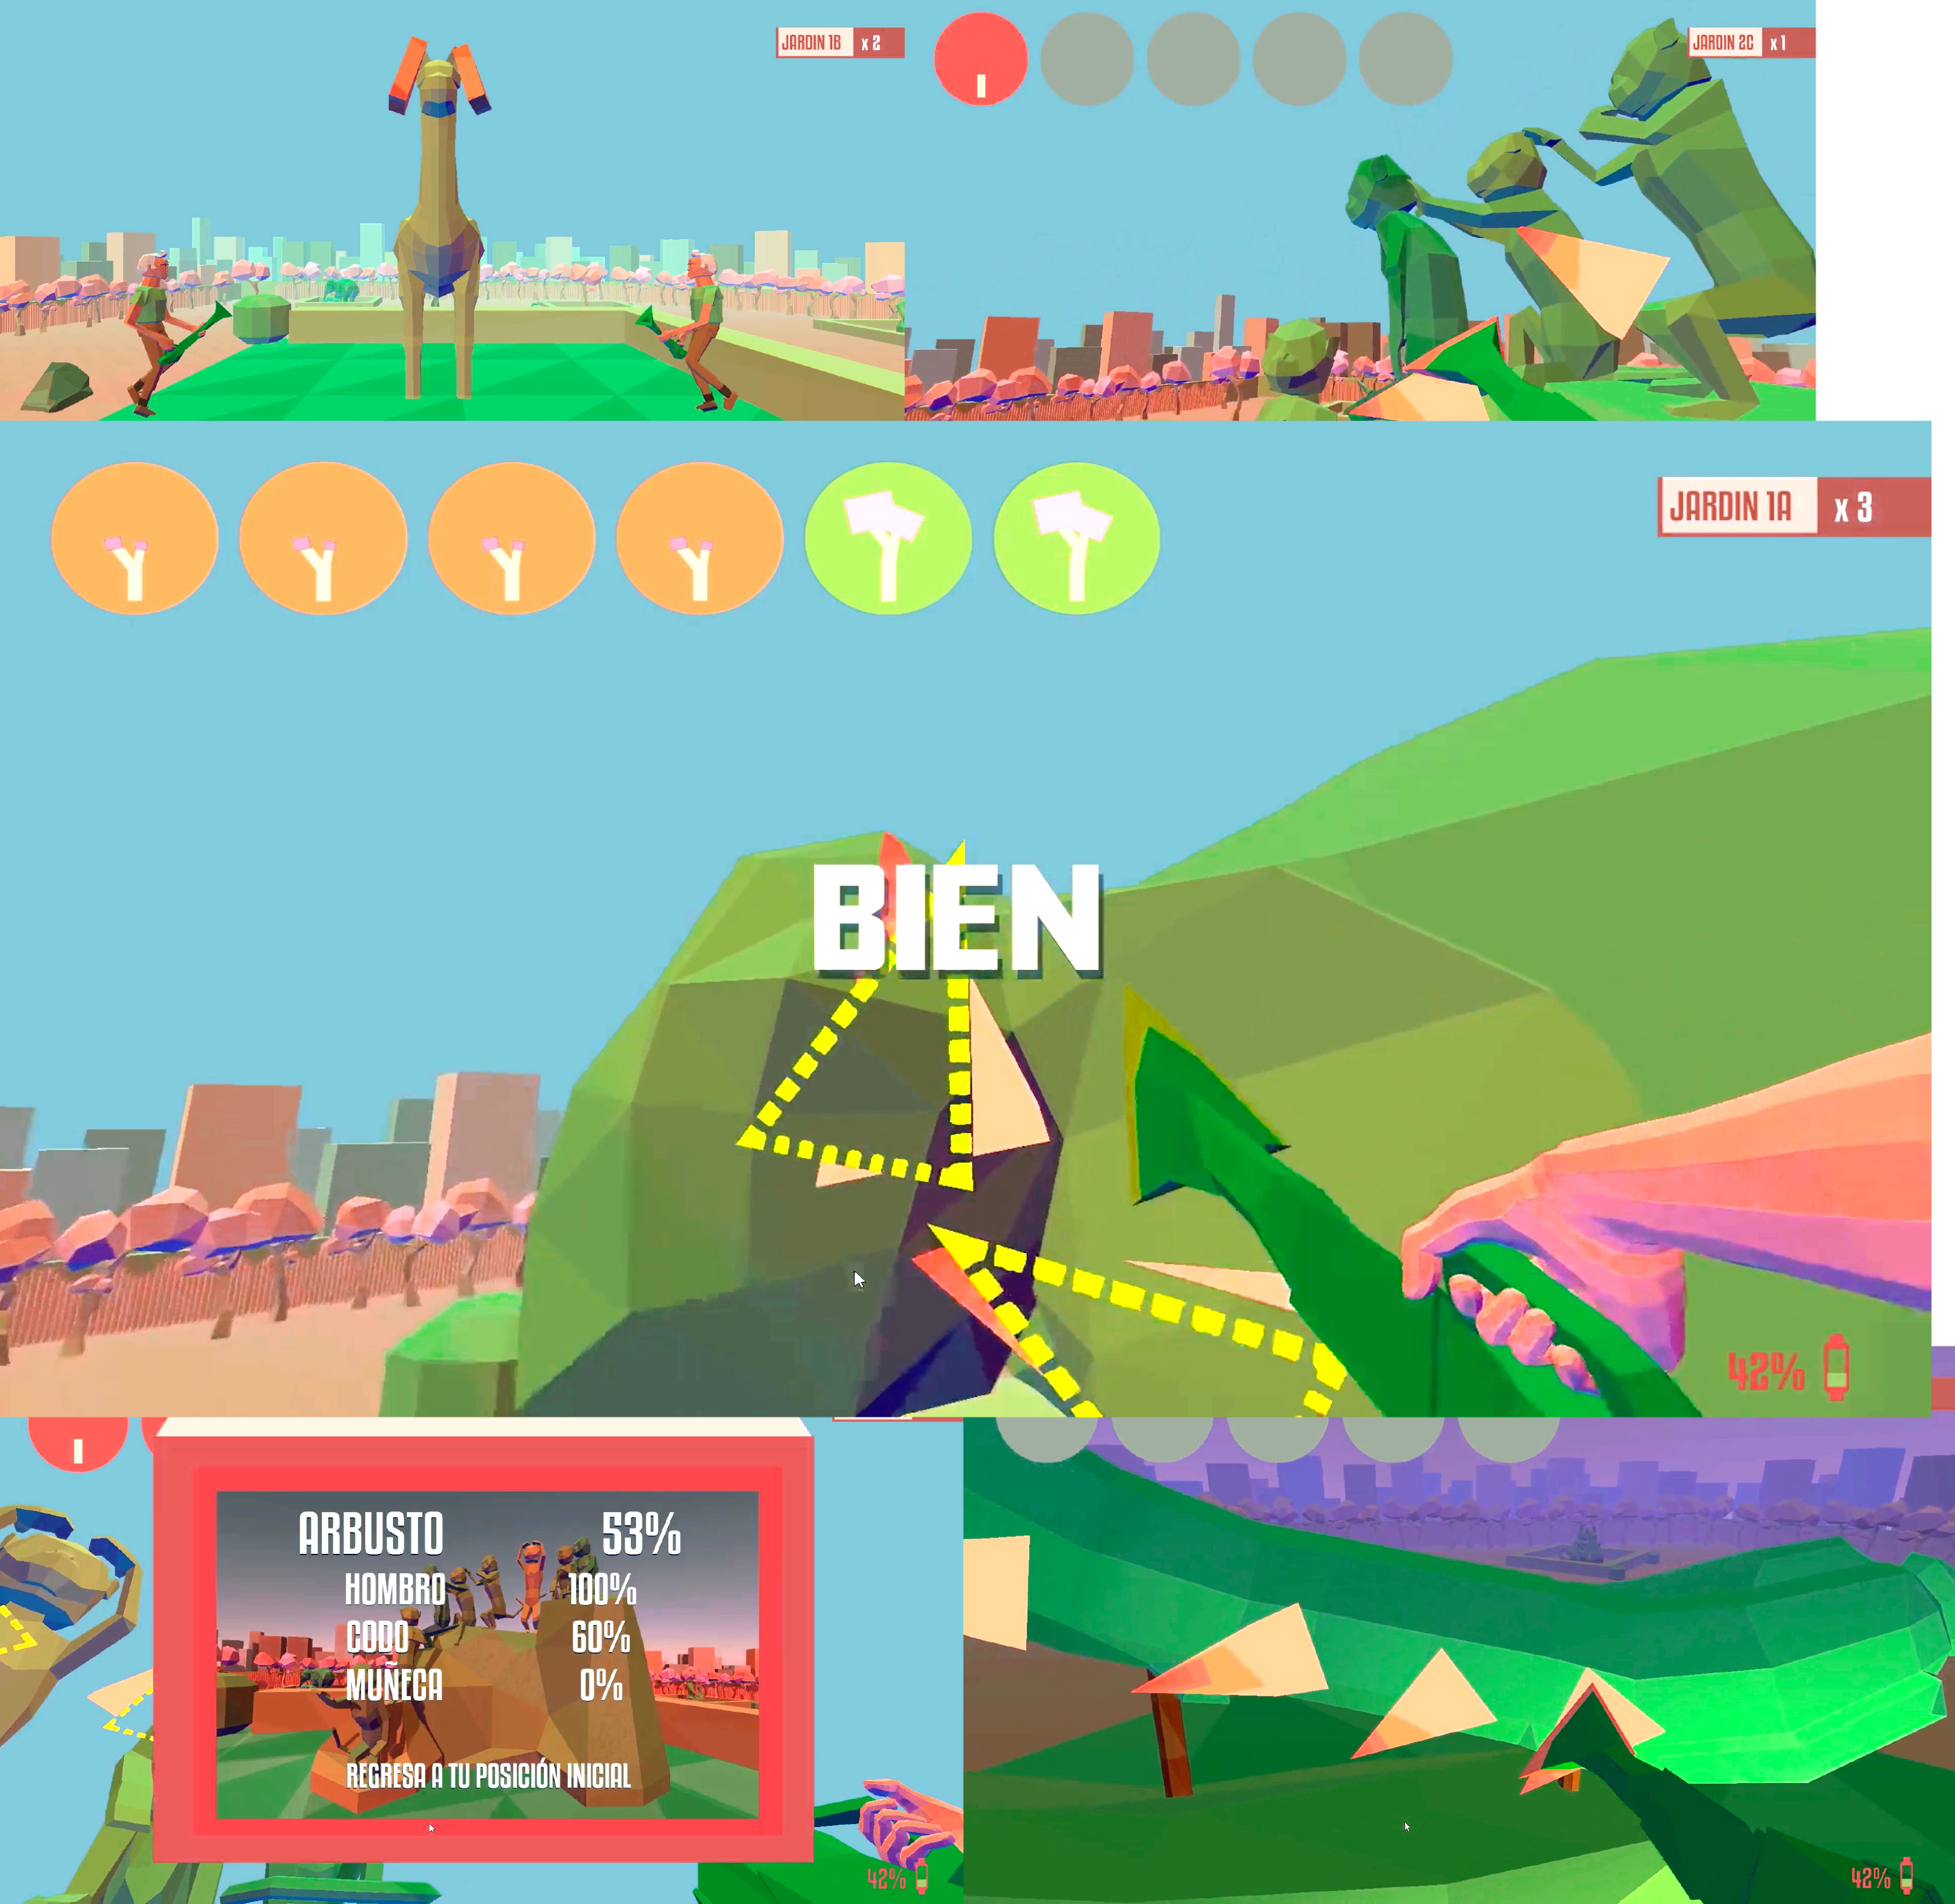 JARDIN 1B x 2
JARDIN 2C x 1
JARDIN 1A x 3
BIEN
42%
ARBUSTO 53%
HOMBRO 100%
CODO 60%
MUÑECA 0%
REGRESA A TU POSICIÓN INICIAL
42%
42%